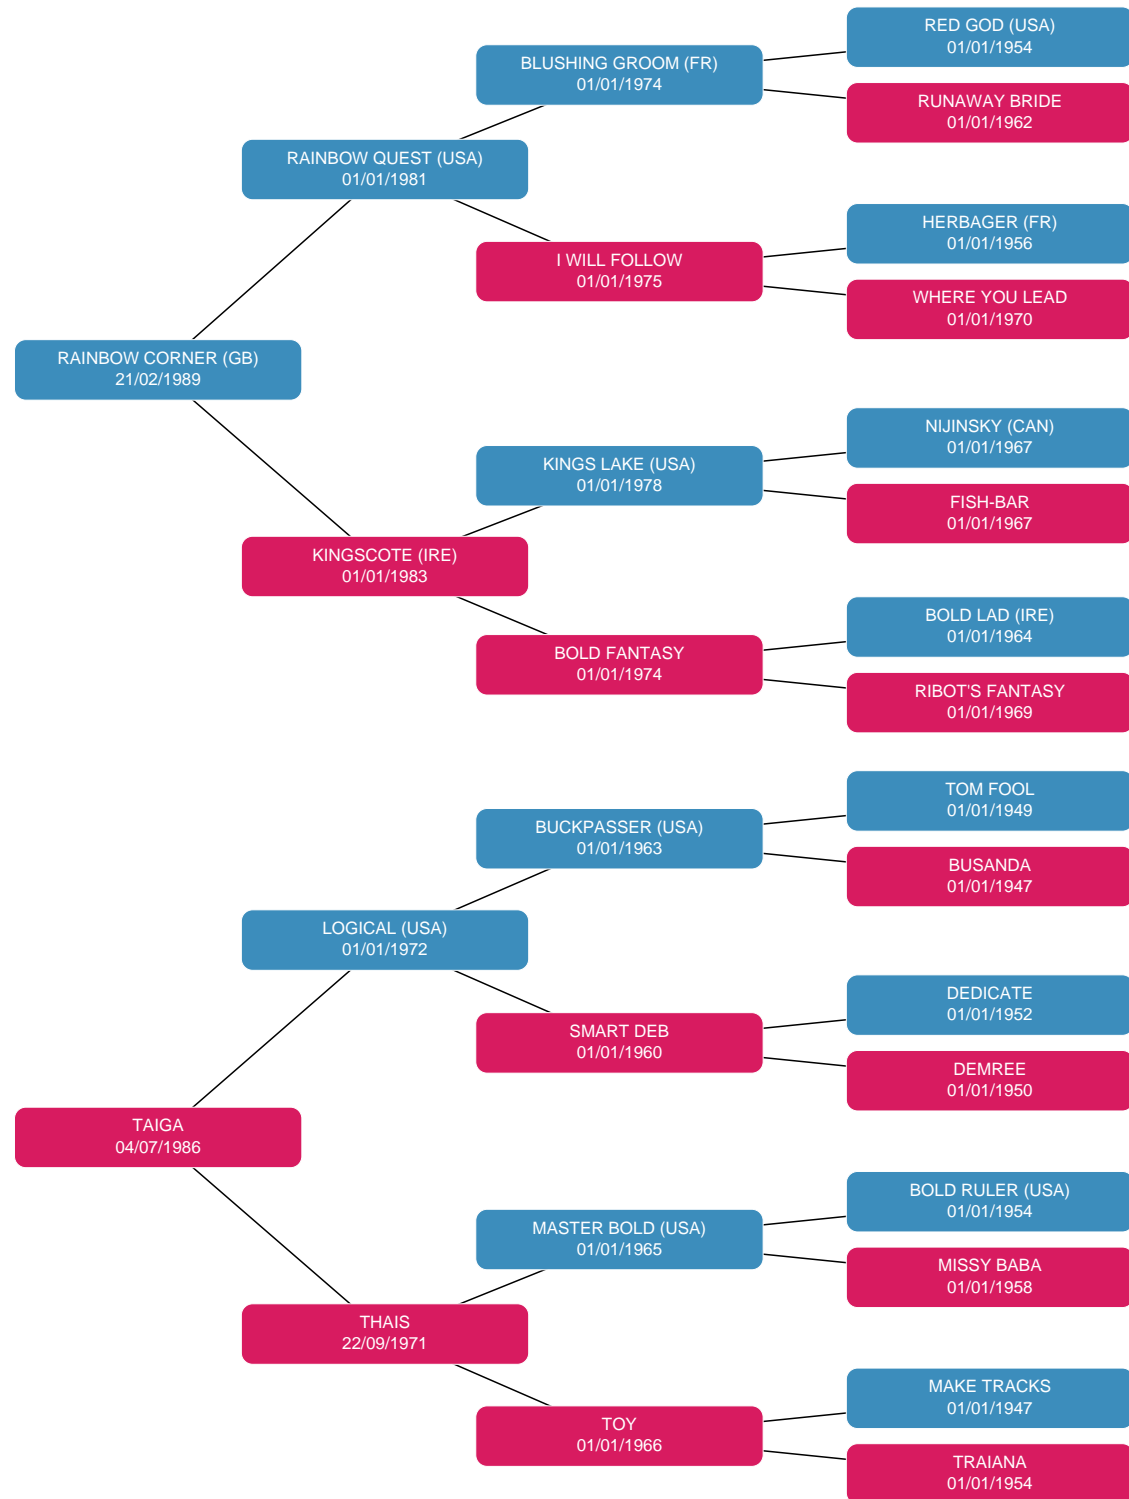 RED GOD (USA)
01/01/1954
BLUSHING GROOM (FR)
01/01/1974
RUNAWAY BRIDE
01/01/1962
RAINBOW QUEST (USA)
01/01/1981
HERBAGER (FR)
01/01/1956
I WILL FOLLOW
01/01/1975
WHERE YOU LEAD
01/01/1970
RAINBOW CORNER (GB)
21/02/1989
NIJINSKY (CAN)
01/01/1967
KINGS LAKE (USA)
01/01/1978
FISH-BAR
01/01/1967
KINGSCOTE (IRE)
01/01/1983
BOLD LAD (IRE)
01/01/1964
BOLD FANTASY
01/01/1974
RIBOT'S FANTASY
01/01/1969
TOM FOOL
01/01/1949
BUCKPASSER (USA)
01/01/1963
BUSANDA
01/01/1947
LOGICAL (USA)
01/01/1972
DEDICATE
01/01/1952
SMART DEB
01/01/1960
DEMREE
01/01/1950
TAIGA
04/07/1986
BOLD RULER (USA)
01/01/1954
MASTER BOLD (USA)
01/01/1965
MISSY BABA
01/01/1958
THAIS
22/09/1971
MAKE TRACKS
01/01/1947
TOY
01/01/1966
TRAIANA
01/01/1954